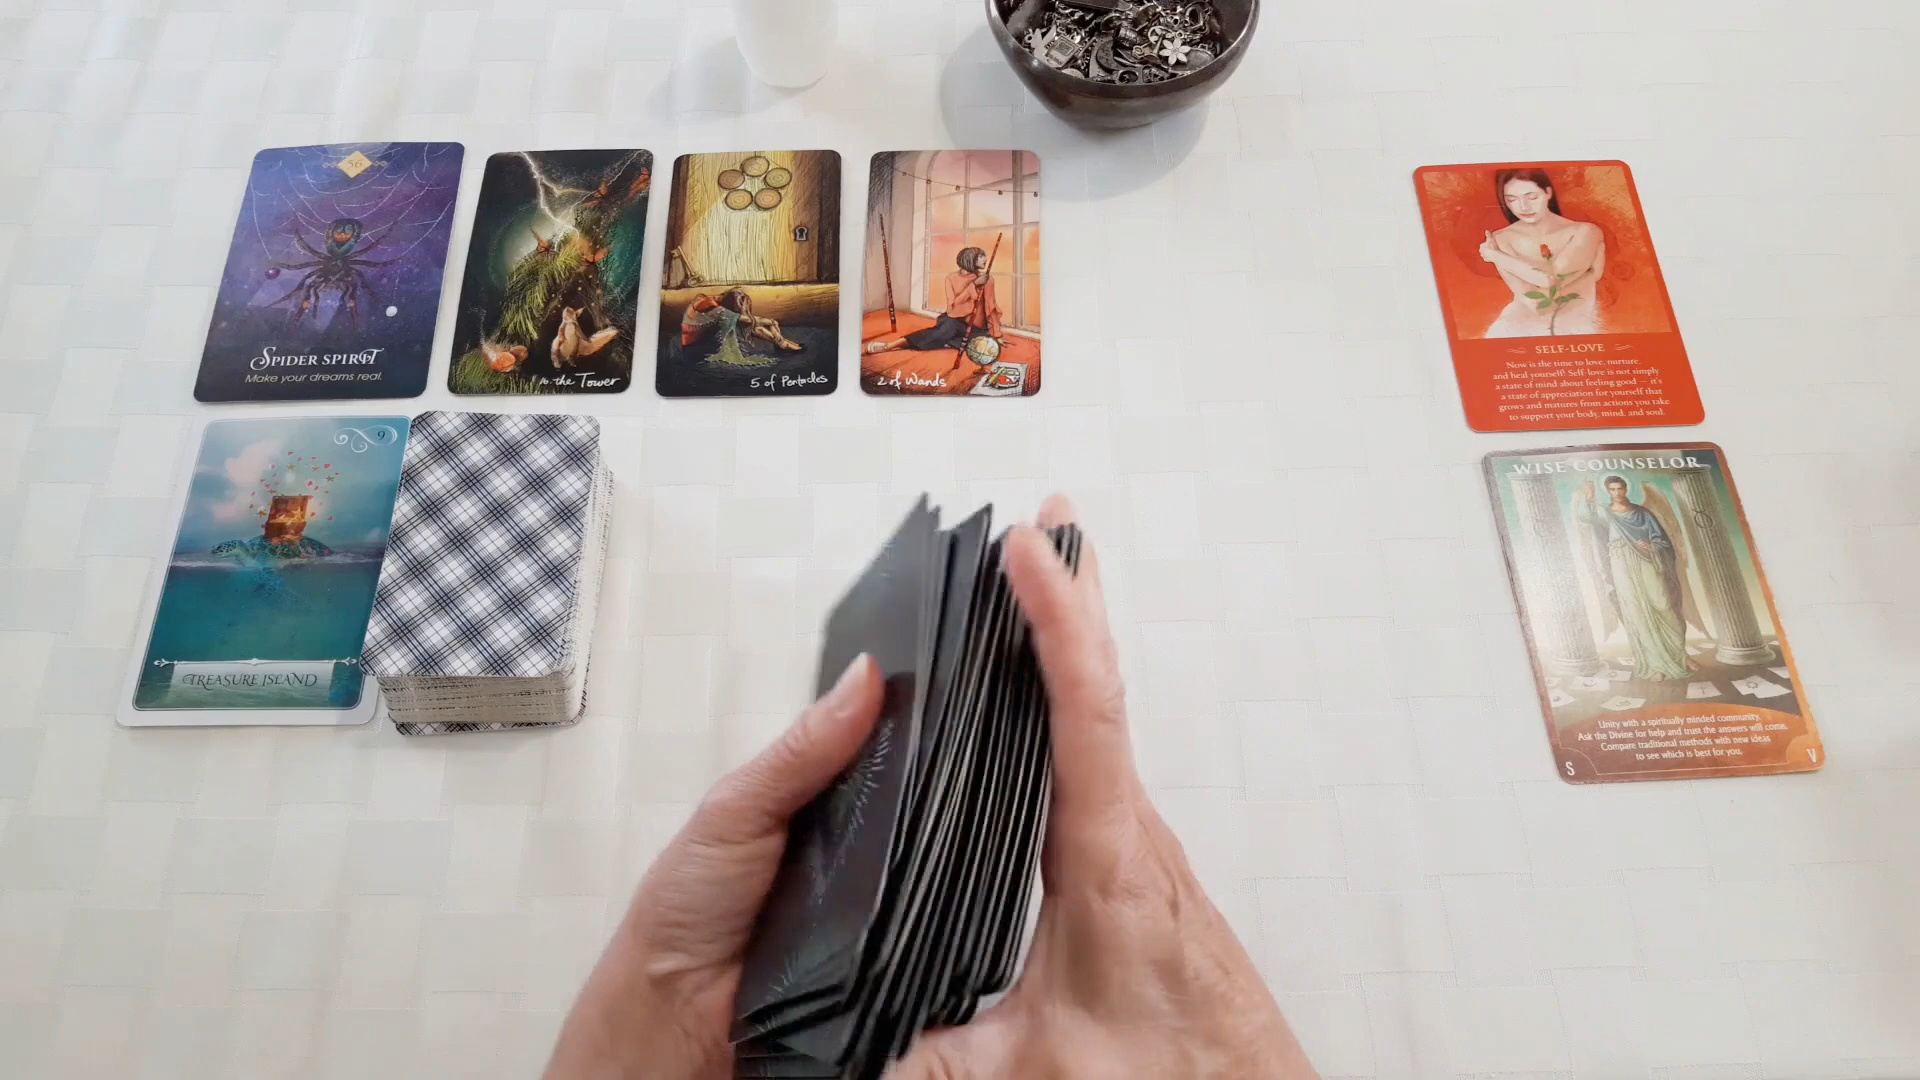 56
SPIDER SPIRIT
Make your dreams real.
16 the Tower
5 of Pentacles
2 of Wands
SELF-LOVE
Now is the time to love, nurture,
and heal yourself! Self-love is not simply
a state of mind about feeling good — it's
a state of appreciation for yourself that
grows and matures from actions you take
to support your body, mind, and soul.
9
TREASURE ISLAND
WISE COUNSELOR
Unity with a spiritually minded community.
Ask the Divine for help and trust the answers will come.
Compare traditional methods with new ideas
to see which is best for you.
S
V